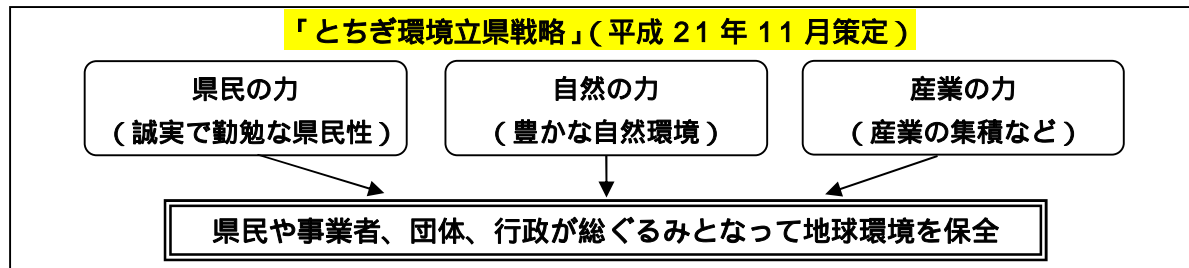 「とちぎ環境立県戦略」（平成 21 年 11 月策定）
県民の力
（誠実で勤勉な県民性）
自然の力
（豊かな自然環境）
産業の力
（産業の集積など）
県民や事業者、団体、行政が総ぐるみとなって地球環境を保全